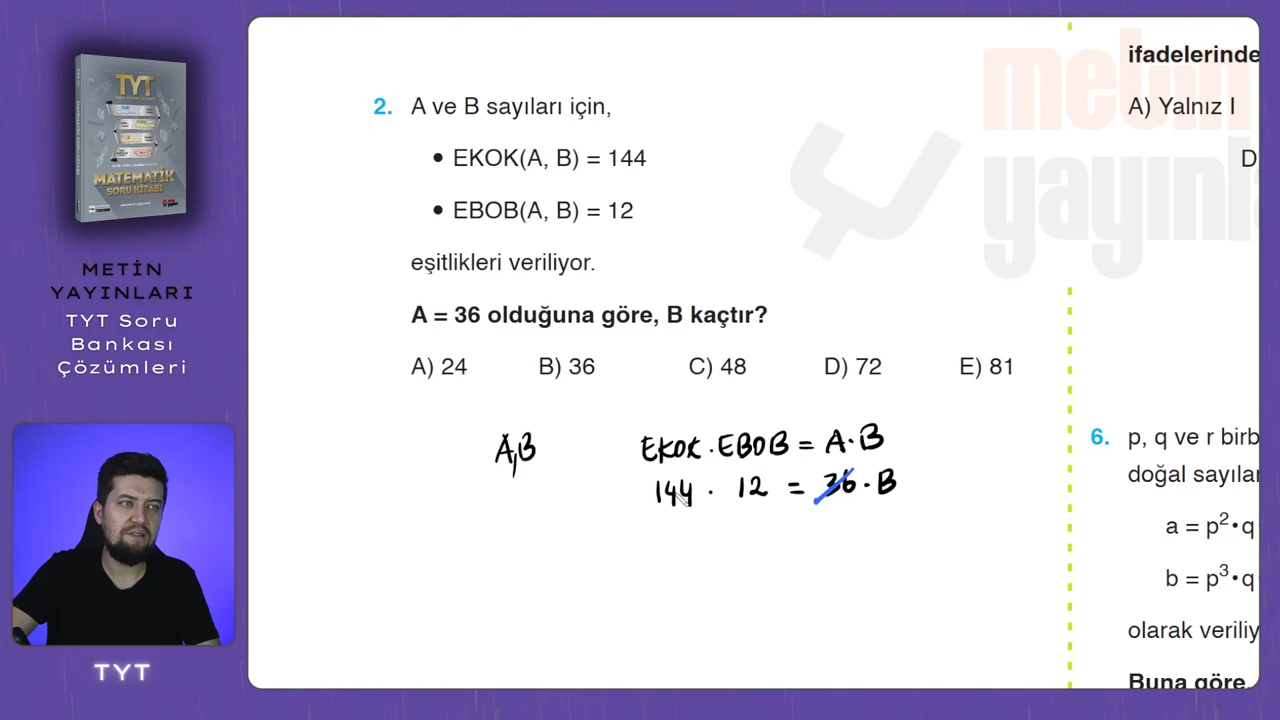 TYT
MATEMATİK
SORU KİTABI
METİN
YAYINLARI
TYT Soru
Bankası
Çözümleri
TYT
metin
yayınla
2. A ve B sayıları için,
• EKOK(A, B) = 144
• EBOB(A, B) = 12
eşitlikleri veriliyor.
A = 36 olduğuna göre, B kaçtır?
A) 24 B) 36 C) 48 D) 72 E) 81
A,B
EKOK . EBOB = A . B
144 . 12 = 36 . B
ifadelerinde
A) Yalnız I
D
6. p, q ve r birb
doğal sayılar
a = p²•q
b = p³•q
olarak veriliy
Buna göre,